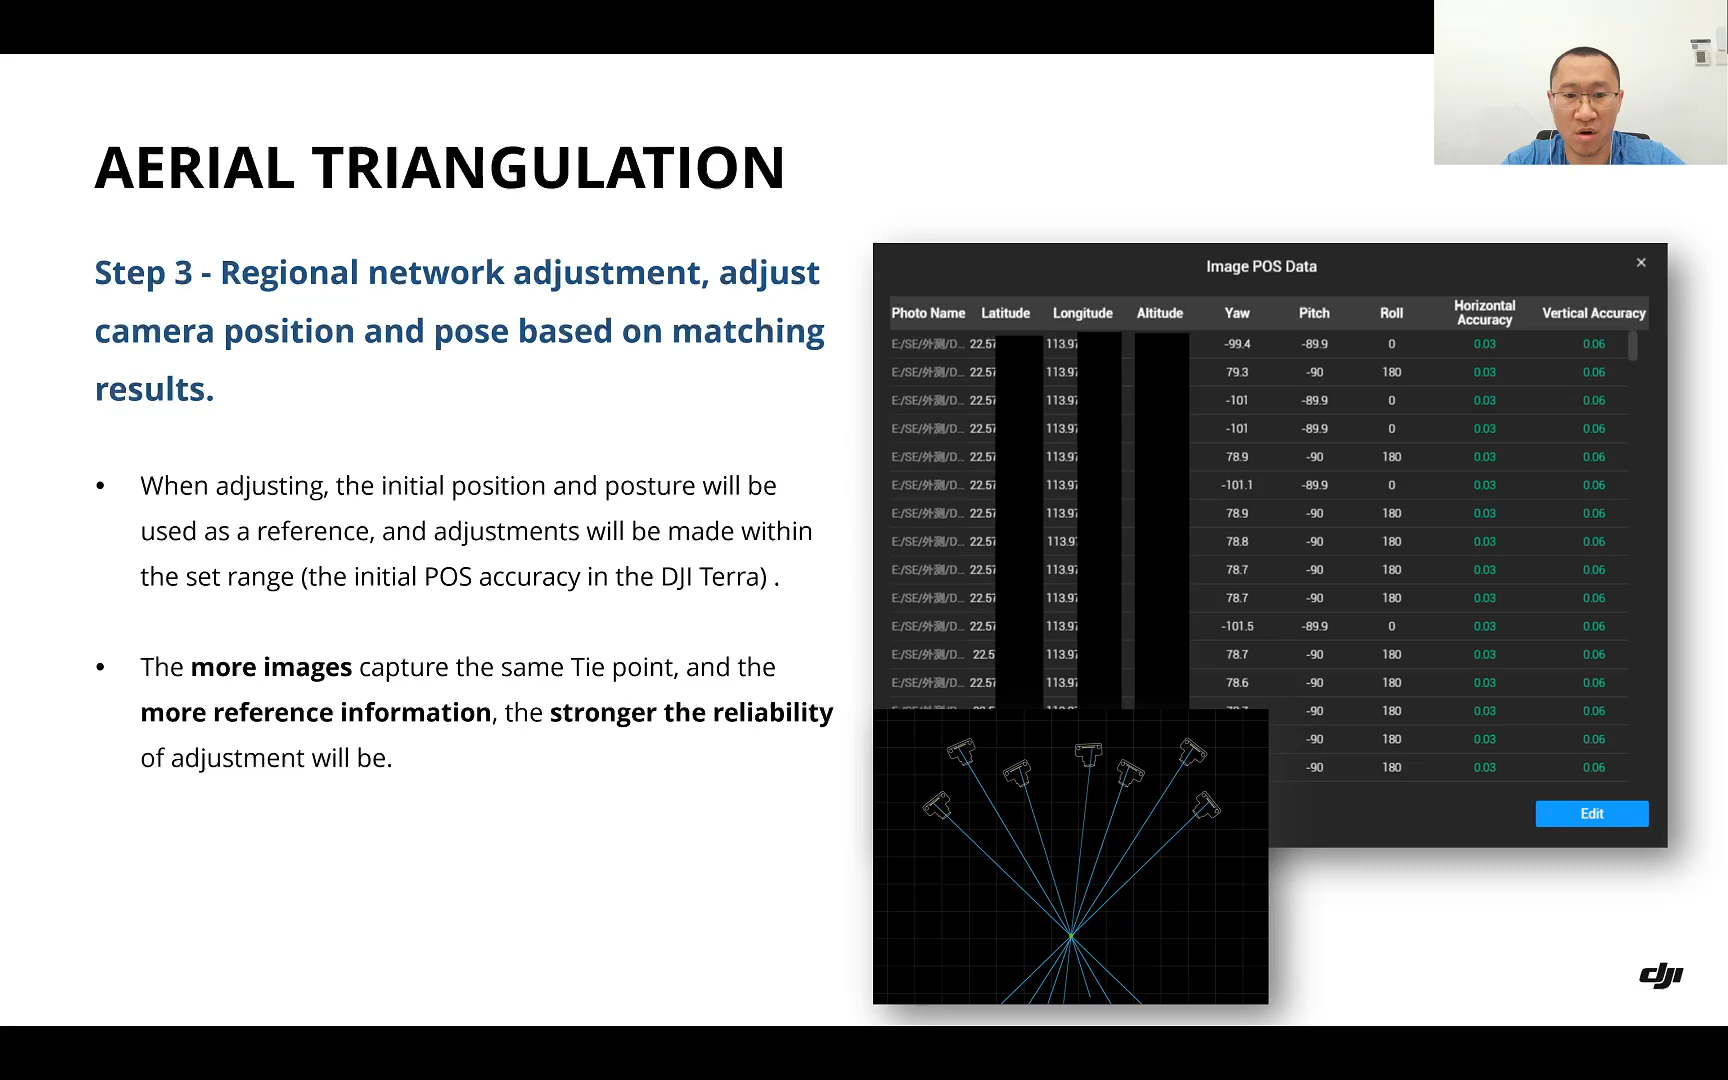 AERIAL TRIANGULATION
Step 3 - Regional network adjustment, adjust
camera position and pose based on matching
results.
• When adjusting, the initial position and posture will be
used as a reference, and adjustments will be made within
the set range (the initial POS accuracy in the DJI Terra) .
• The more images capture the same Tie point, and the
more reference information, the stronger the reliability
of adjustment will be.
Image POS Data
Photo Name Latitude Longitude Altitude Yaw Pitch Roll Horizontal Accuracy Vertical Accuracy
E:/SE/外测/D... 22.57 113.97 -99.4 -89.9 0 0.03 0.06
E:/SE/外测/D... 22.57 113.97 79.3 -90 180 0.03 0.06
E:/SE/外测/D... 22.57 113.97 -101 -89.9 0 0.03 0.06
E:/SE/外测/D... 22.57 113.97 -101 -89.9 0 0.03 0.06
E:/SE/外测/D... 22.57 113.97 78.9 -90 180 0.03 0.06
E:/SE/外测/D... 22.57 113.97 -101.1 -89.9 0 0.03 0.06
E:/SE/外测/D... 22.57 113.97 78.9 -90 180 0.03 0.06
E:/SE/外测/D... 22.57 113.97 78.8 -90 180 0.03 0.06
E:/SE/外测/D... 22.57 113.97 78.7 -90 180 0.03 0.06
E:/SE/外测/D... 22.57 113.97 78.7 -90 180 0.03 0.06
E:/SE/外测/D... 22.57 113.97 -101.5 -89.9 0 0.03 0.06
E:/SE/外测/D... 22.5 113.97 78.7 -90 180 0.03 0.06
E:/SE/外测/D... 22.57 113.97 78.6 -90 180 0.03 0.06
-90 180 0.03 0.06
-90 180 0.03 0.06
-90 180 0.03 0.06
Edit
dji